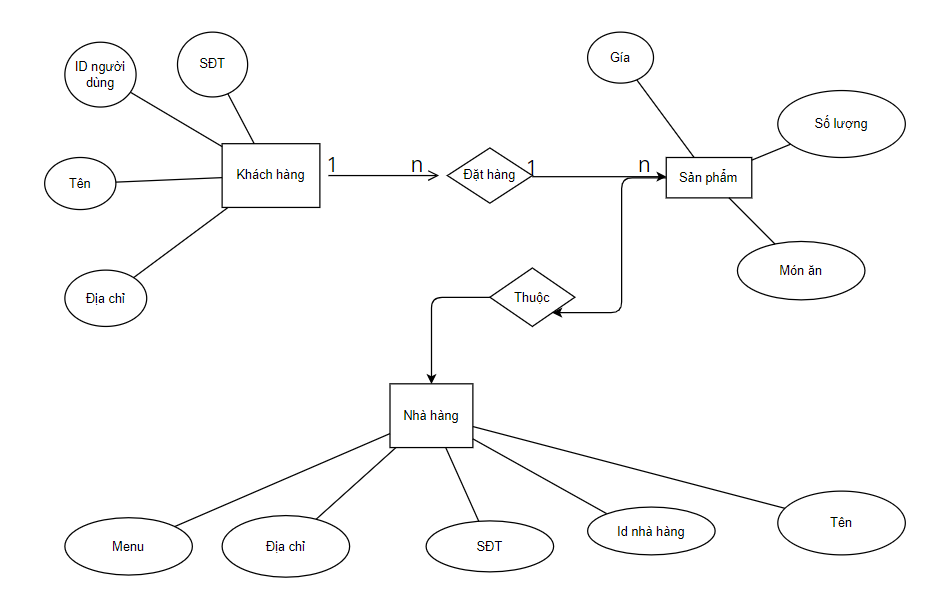 ID người
dùng
SĐT
Gía
Số lượng
Tên
Khách hàng
1
n
Đặt hàng
1
n
Sản phẩm
Địa chỉ
Món ăn
Thuộc
Nhà hàng
Menu
Địa chỉ
SĐT
Id nhà hàng
Tên